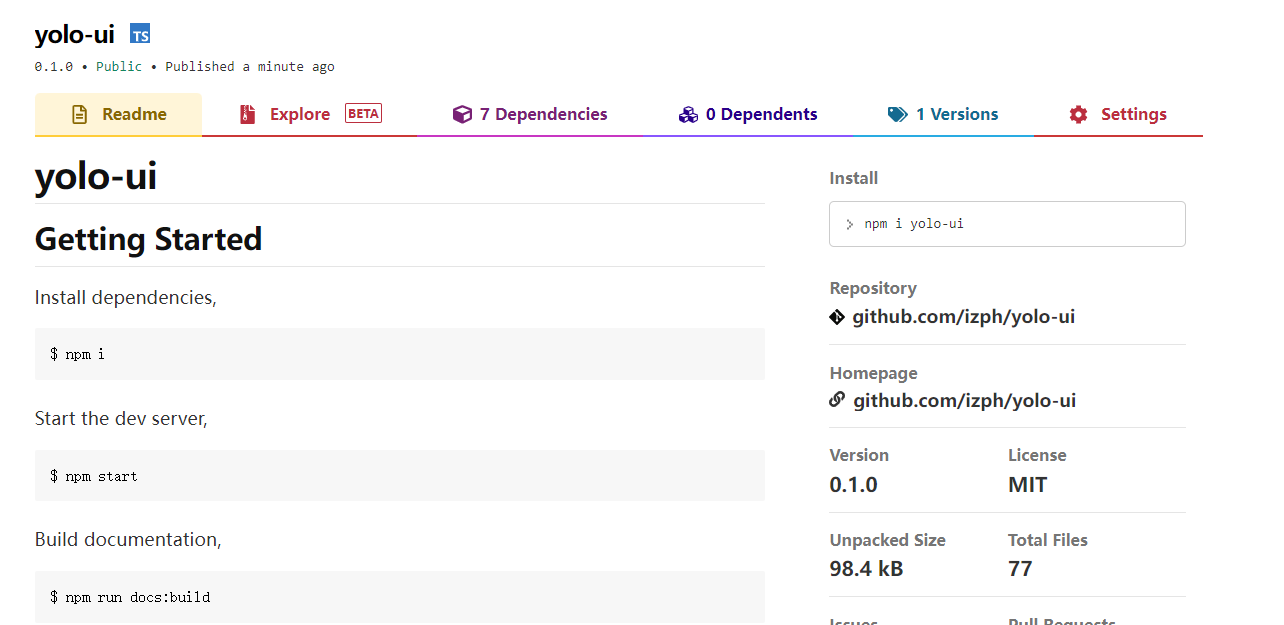 yolo-ui TS
0.1.0 • Public • Published a minute ago
Readme
Explore BETA
7 Dependencies
0 Dependents
1 Versions
Settings
yolo-ui
Getting Started
Install dependencies,
$ npm i
Start the dev server,
$ npm start
Build documentation,
$ npm run docs:build
Install
> npm i yolo-ui
Repository
github.com/izph/yolo-ui
Homepage
github.com/izph/yolo-ui
Version
0.1.0
License
MIT
Unpacked Size
98.4 kB
Total Files
77
Issues
Pull Requests